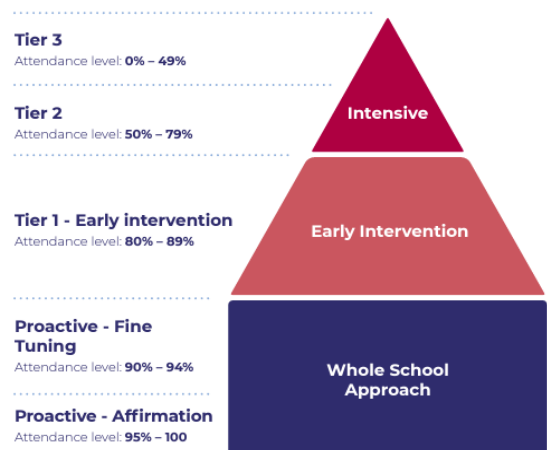 Tier 3
Attendance level: 0% – 49%
Tier 2
Attendance level: 50% – 79%
Intensive
Tier 1 - Early intervention
Attendance level: 80% – 89%
Early Intervention
Proactive - Fine
Tuning
Attendance level: 90% – 94%
Whole School
Approach
Proactive - Affirmation
Attendance level: 95% – 100